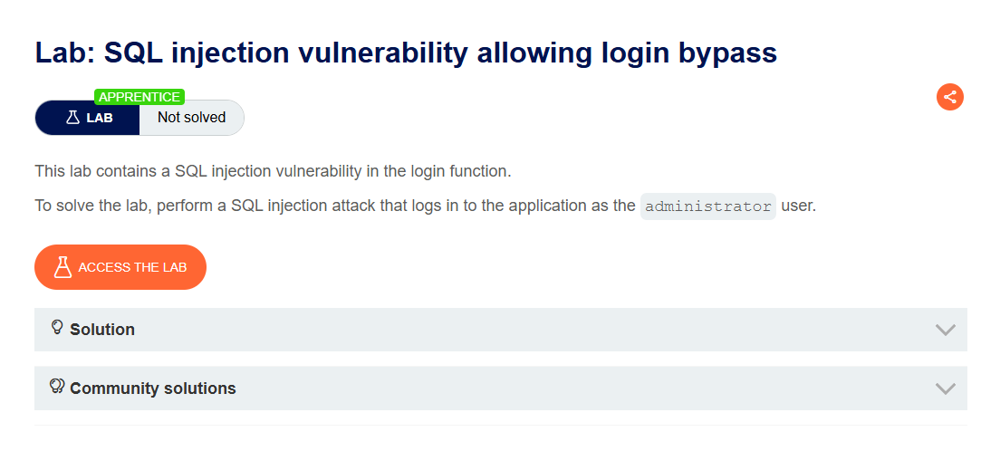 Lab: SQL injection vulnerability allowing login bypass
APPRENTICE
LAB
Not solved
This lab contains a SQL injection vulnerability in the login function.
To solve the lab, perform a SQL injection attack that logs in to the application as the administrator user.
ACCESS THE LAB
Solution
Community solutions